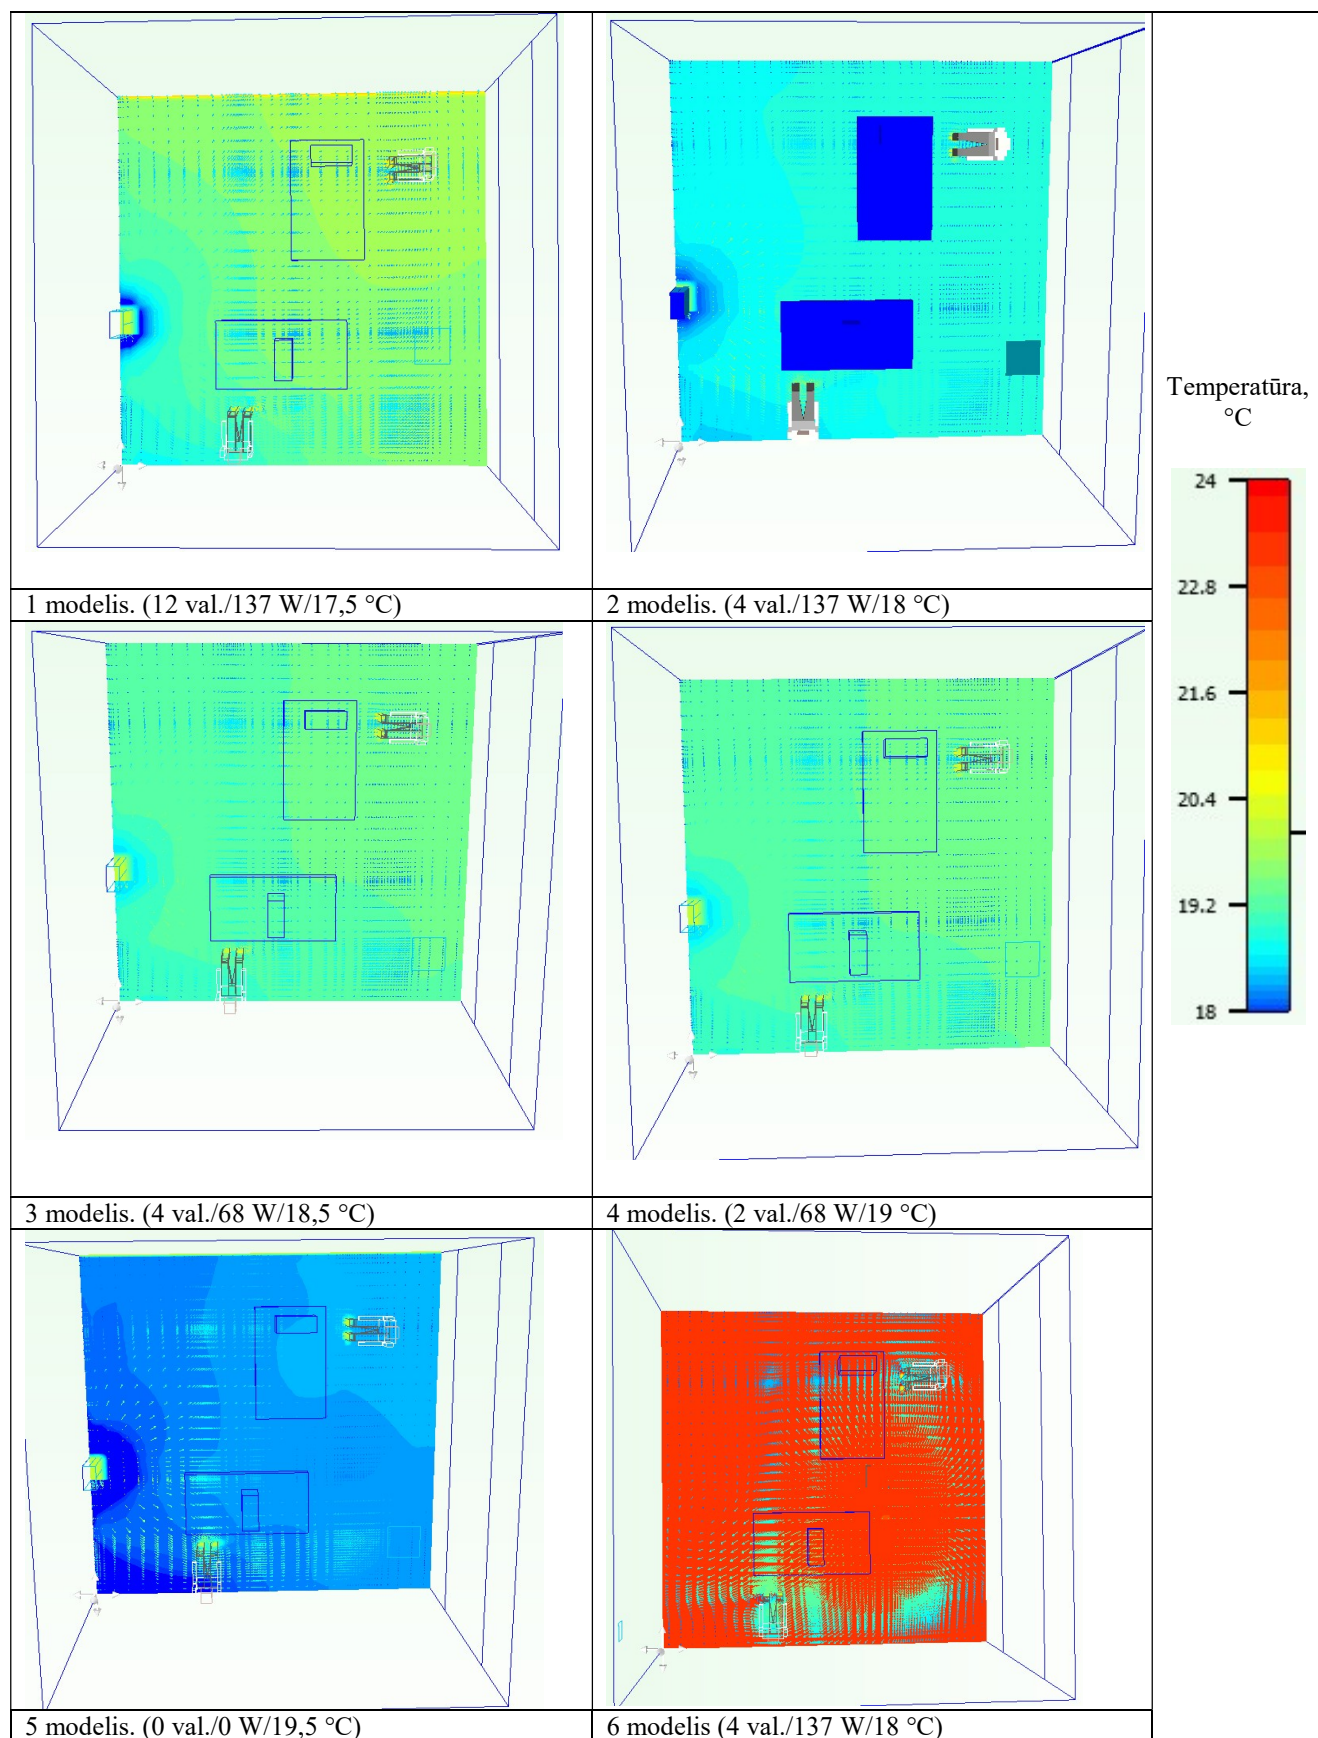 1 modelis. (12 val./137 W/17,5 °C)
2 modelis. (4 val./137 W/18 °C)
Temperatūra,
°C
24
22.8
21.6
20.4
19.2
18
3 modelis. (4 val./68 W/18,5 °C)
4 modelis. (2 val./68 W/19 °C)
5 modelis. (0 val./0 W/19,5 °C)
6 modelis (4 val./137 W/18 °C)